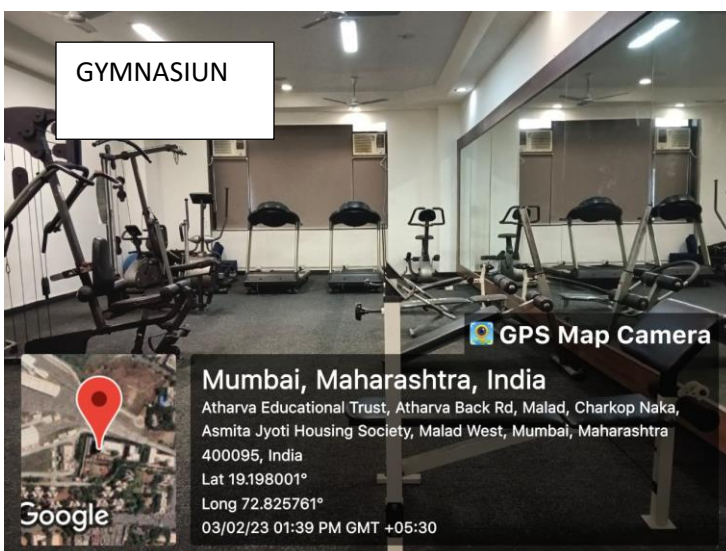 GYMNASIUN
GPS Map Camera
Mumbai, Maharashtra, India
Atharva Educational Trust, Atharva Back Rd, Malad, Charkop Naka,
Asmita Jyoti Housing Society, Malad West, Mumbai, Maharashtra
400095, India
Lat 19.198001°
Long 72.825761°
03/02/23 01:39 PM GMT +05:30
Google